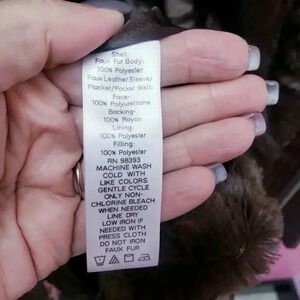 Shell:
Faux Fur Body:
100% Polyester
Faux Leather Sleeve/
Placket/Pocket Welt:
Face-
100% Polyurethane
Backing-
100% Rayon
Lining:
100% Polyester
Filling:
100% Polyester
RN 98393
MACHINE WASH
COLD WITH
LIKE COLORS
GENTLE CYCLE
ONLY NON-
CHLORINE BLEACH
WHEN NEEDED
LINE DRY
LOW IRON IF
NEEDED WITH
PRESS CLOTH
DO NOT IRON
FAUX FUR